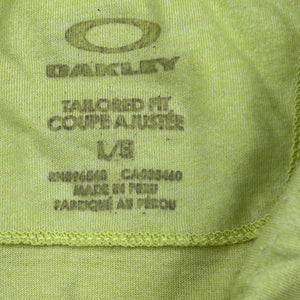 OAKLEY
TAILORED FIT
COUPE AJUSTÉE
L/G
MADE IN PERU
FABRIQUÉ AU PÉROU